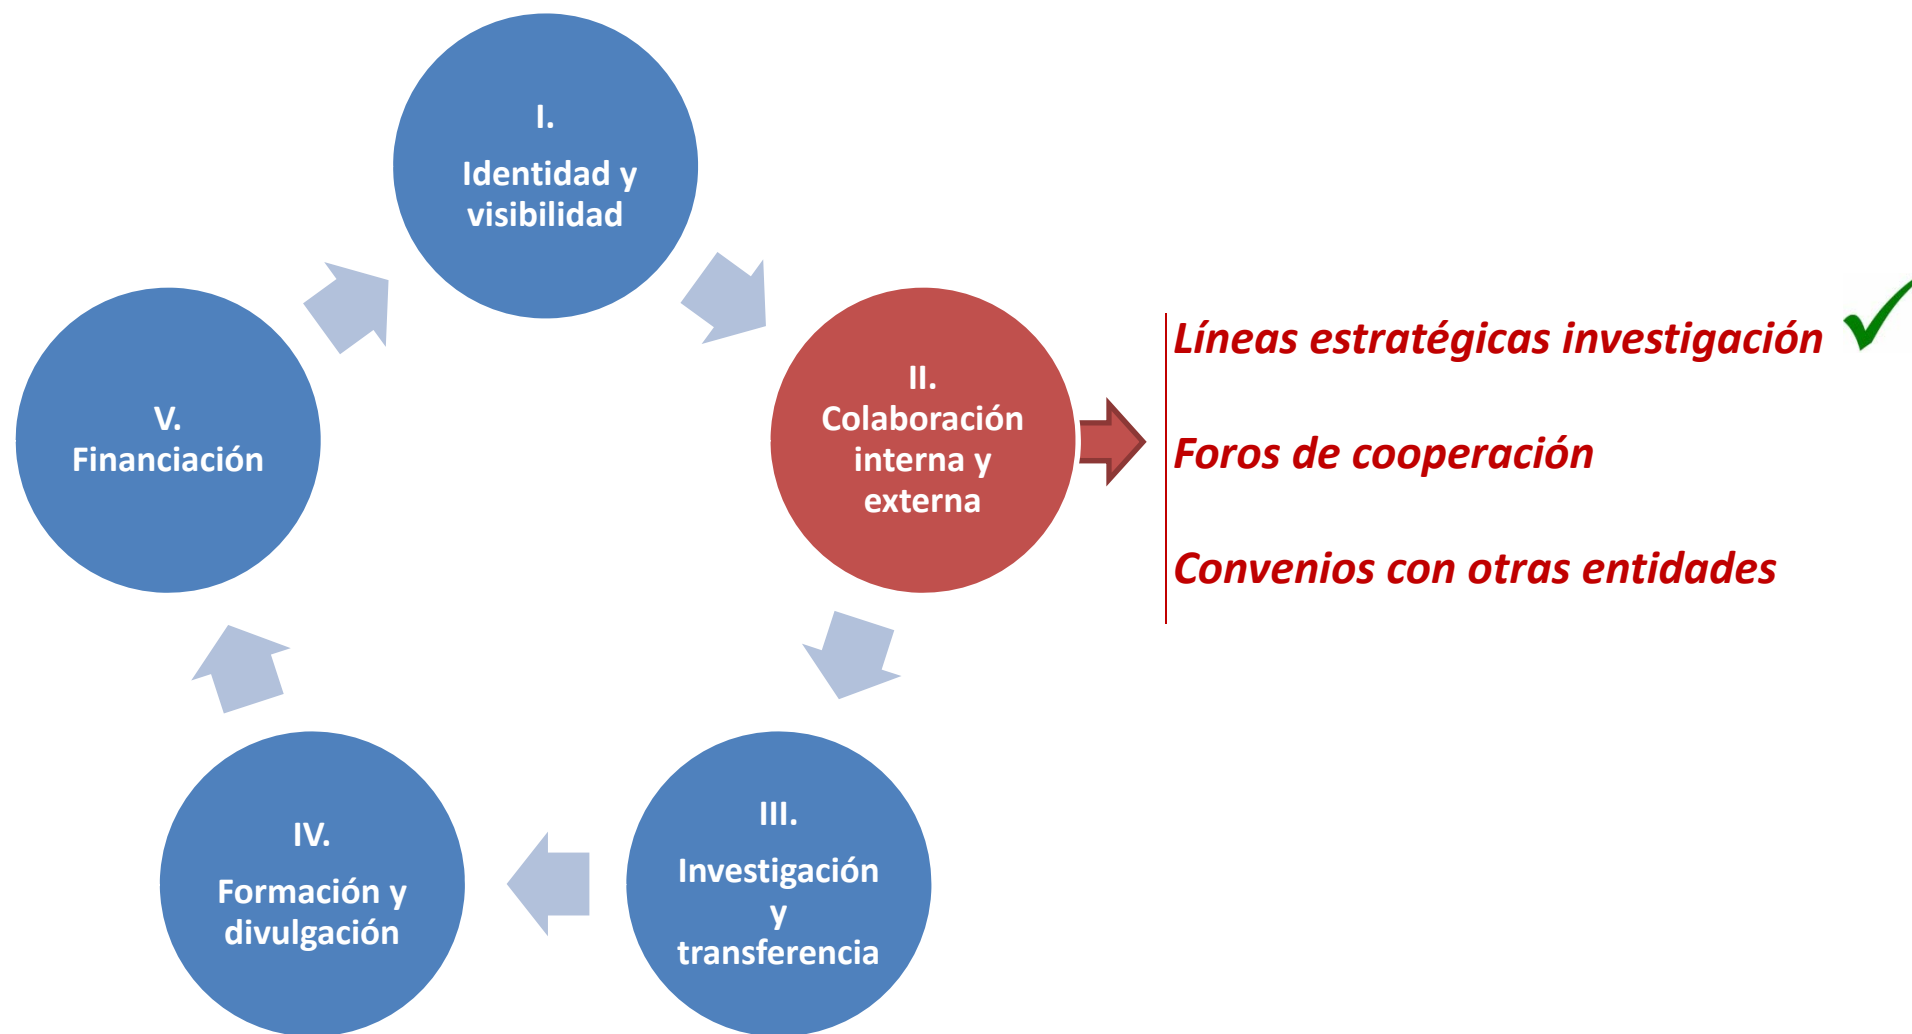 I.
Identidad y
visibilidad
II.
Colaboración
interna y
externa
Líneas estratégicas investigación
Foros de cooperación
Convenios con otras entidades
III.
Investigación
y
transferencia
IV.
Formación y
divulgación
V.
Financiación